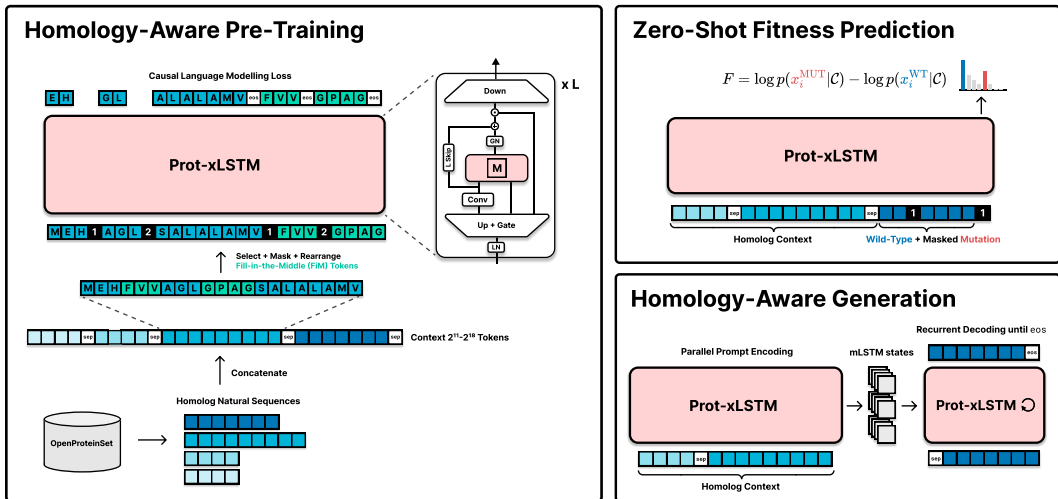 Homology-Aware Pre-Training
Causal Language Modelling Loss
E H G L A L A L A M V eos F V V eos G P A G eos
Prot-xLSTM
M E H 1 A G L 2 S A L A L A M V 1 F V V 2 G P A G
Select + Mask + Rearrange
Fill-in-the-Middle (FiM) Tokens
M E H F V V A G L G P A G S A L A L A M V
sep sep sep sep
Context 2¹¹-2¹⁸ Tokens
Concatenate
Homolog Natural Sequences
OpenProteinSet
x L
Down
GN
L Skip
M
Conv
Up + Gate
LN
Zero-Shot Fitness Prediction
F = log p(x_i^MUT|C) − log p(x_i^WT|C)
Prot-xLSTM
sep sep 1 1
Homolog Context
Wild-Type + Masked Mutation
Homology-Aware Generation
Recurrent Decoding until eos
Parallel Prompt Encoding
mLSTM states
eos
Prot-xLSTM
Prot-xLSTM
sep
sep
Homolog Context